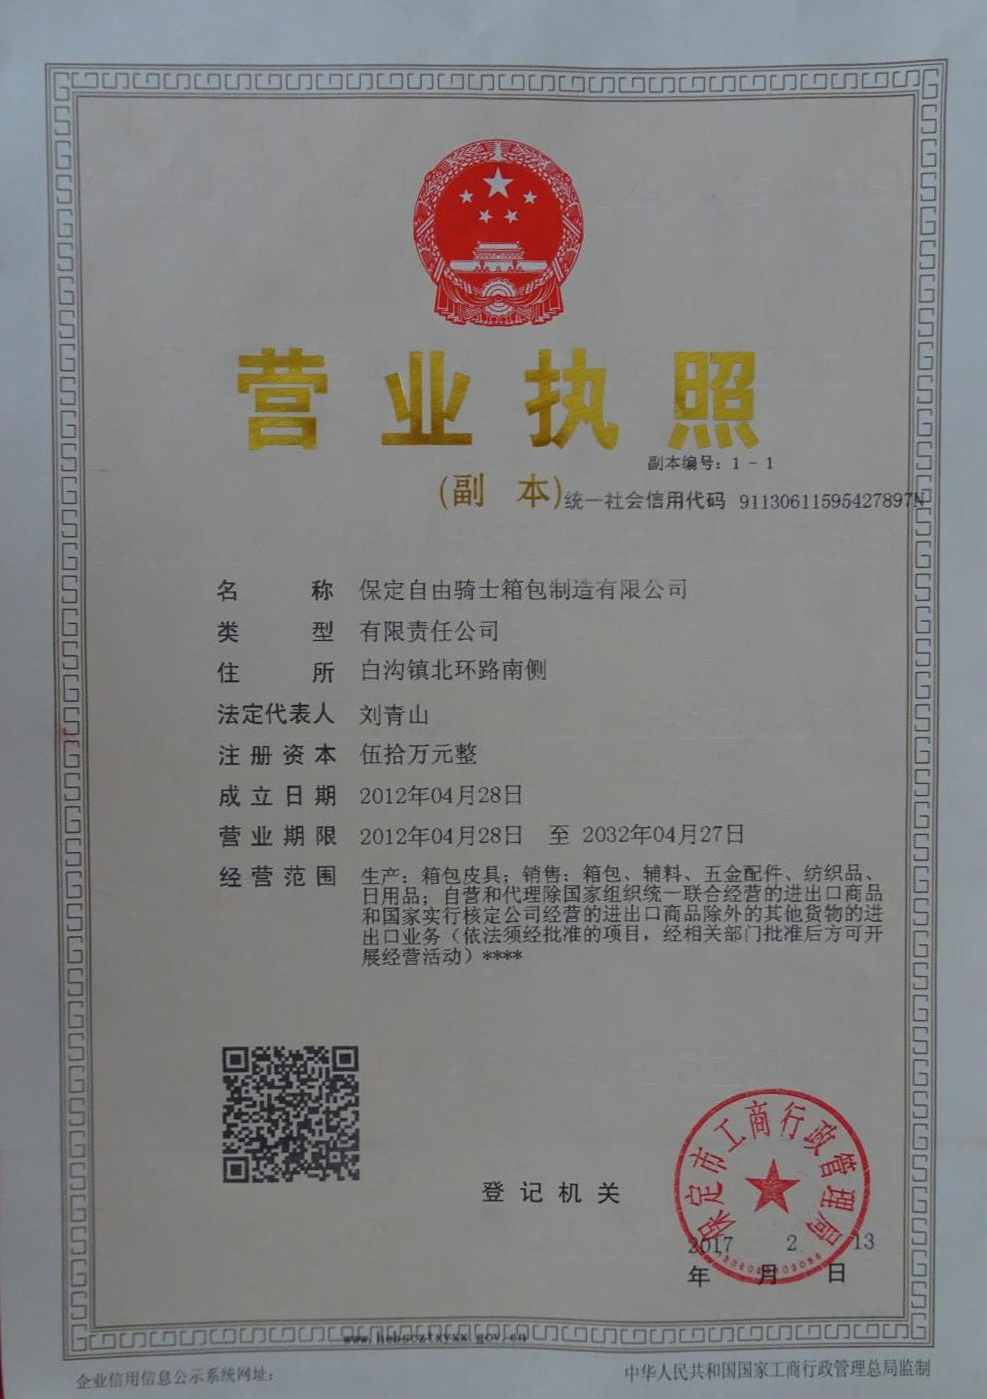 营业执照
副本编号：1－1
(副 本)统一社会信用代码 91130611595427897N
名 称 保定自由骑士箱包制造有限公司
类 型 有限责任公司
住 所 白沟镇北环路南侧
法定代表人 刘青山
注册资本 伍拾万元整
成立日期 2012年04月28日
营业期限 2012年04月28日 至 2032年04月27日
经营范围 生产：箱包皮具；销售：箱包、辅料、五金配件、纺织品、
日用品；自营和代理除国家组织统一联合经营的进出口商品
和国家实行核定公司经营的进出口商品除外的其他货物的进
出口业务（依法须经批准的项目，经相关部门批准后方可开
展经营活动）****
保定市工商行政管理局
登记机关
2017 2 13
年 月 日
www.hebscztxyxx.gov.cn
企业信用信息公示系统网址：
中华人民共和国国家工商行政管理总局监制